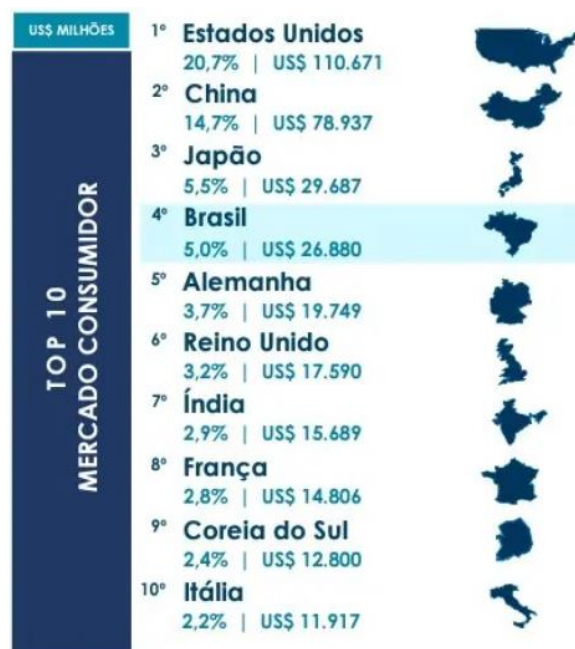 US$ MILHÕES
TOP 10
MERCADO CONSUMIDOR
1º Estados Unidos
20,7% | US$ 110.671
2º China
14,7% | US$ 78.937
3º Japão
5,5% | US$ 29.687
4º Brasil
5,0% | US$ 26.880
5º Alemanha
3,7% | US$ 19.749
6º Reino Unido
3,2% | US$ 17.590
7º Índia
2,9% | US$ 15.689
8º França
2,8% | US$ 14.806
9º Coreia do Sul
2,4% | US$ 12.800
10º Itália
2,2% | US$ 11.917